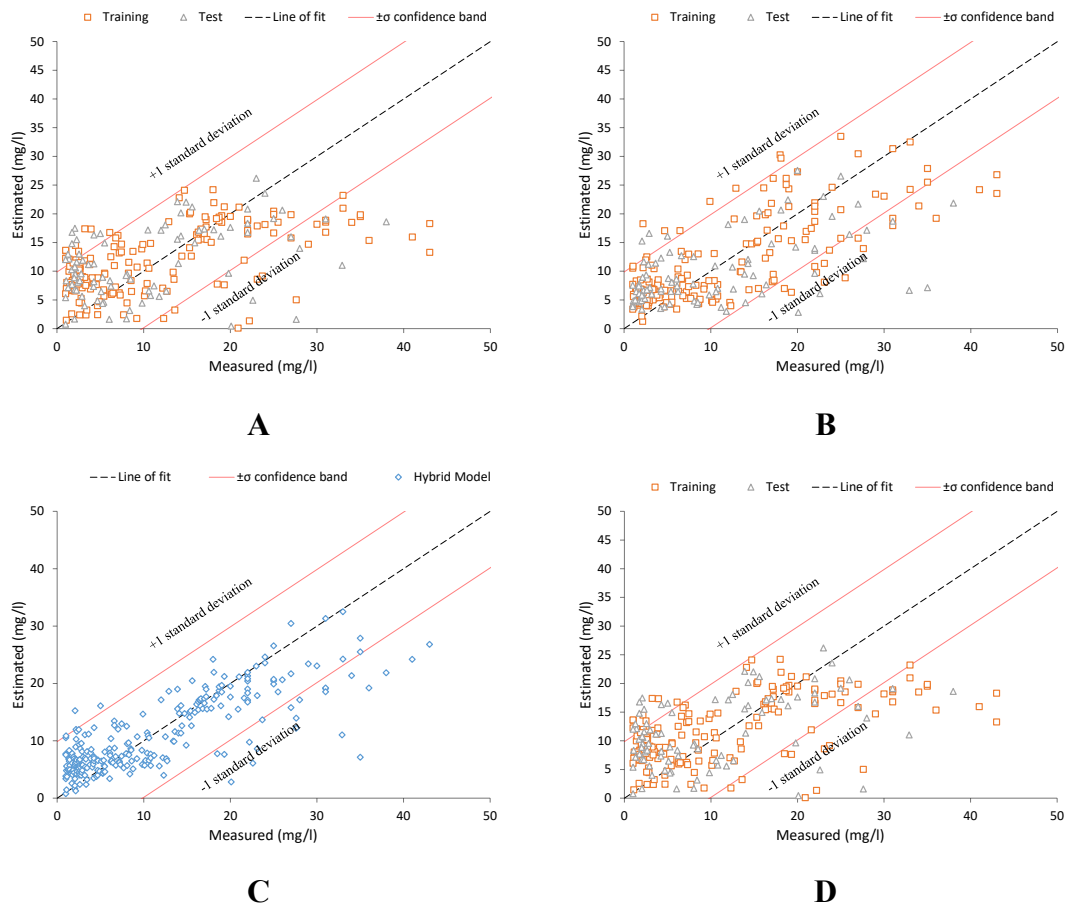 Training Test Line of fit ±σ confidence band
50
45
40
35
30
25
20
15
10
5
0
Estimated (mg/l)
+1 standard deviation
-1 standard deviation
0 10 20 30 40 50
Measured (mg/l)
A
Training Test Line of fit ±σ confidence band
50
45
40
35
30
25
20
15
10
5
0
Estimated (mg/l)
+1 standard deviation
-1 standard deviation
0 10 20 30 40 50
Measured (mg/l)
B
Line of fit ±σ confidence band Hybrid Model
50
40
30
20
10
0
Estimated (mg/l)
+1 standard deviation
-1 standard deviation
0 10 20 30 40 50
Measured (mg/l)
C
Training Test Line of fit ±σ confidence band
50
40
30
20
10
0
Estimated (mg/l)
+1 standard deviation
-1 standard deviation
0 10 20 30 40 50
Measured (mg/l)
D